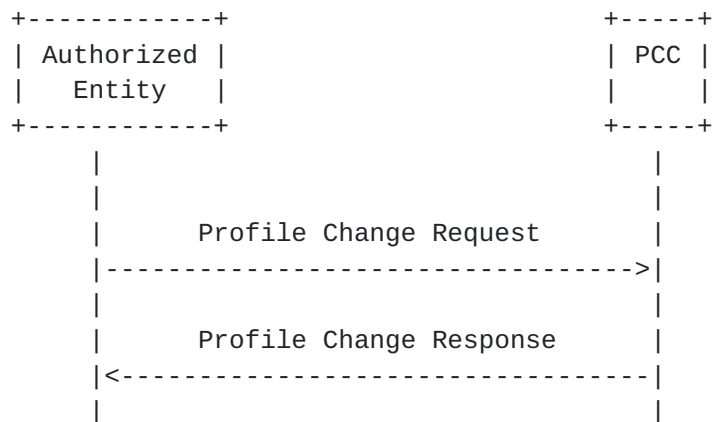 Authorized PCC
Entity
Profile Change Request
Profile Change Response